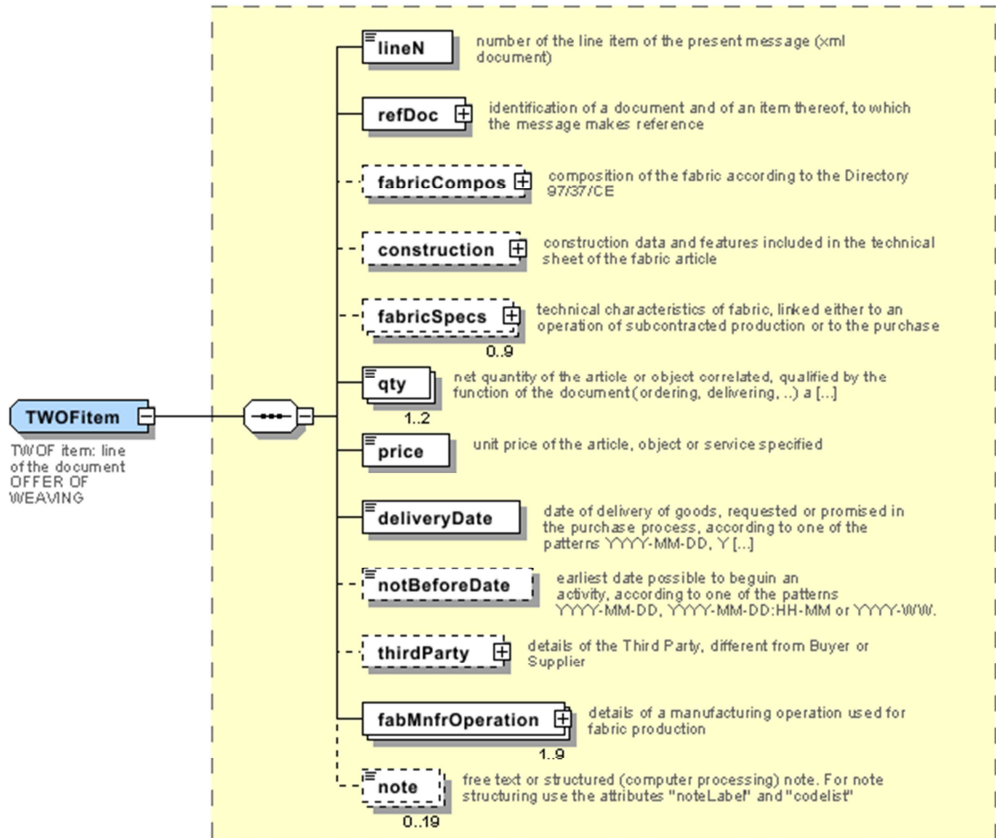 lineN
number of the line item of the present message (xml
document)
refDoc
identification of a document and of an item thereof, to which
the message makes reference
fabricCompos
composition of the fabric according to the Directory
97/37/CE
construction
construction data and features included in the technical
sheet of the fabric article
fabricSpecs
technical characteristics of fabric, linked either to an
operation of subcontracted production or to the purchase
0..9
qty
net quantity of the article or object correlated, qualified by the
function of the document (ordering, delivering, ..) a [...]
1..2
TWOFitem
TWOF item: line
of the document
OFFER OF
WEAVING
price
unit price of the article, object or service specified
deliveryDate
date of delivery of goods, requested or promised in
the purchase process, according to one of the
patterns YYYY-MM-DD, Y [...]
notBeforeDate
earliest date possible to beguin an
activity, according to one of the patterns
YYYY-MM-DD, YYYY-MM-DD:HH-MM or YYYY-WW.
thirdParty
details of the Third Party, different from Buyer or
Supplier
fabMnfrOperation
details of a manufacturing operation used for
fabric production
1..9
note
free text or structured (computer processing) note. For note
structuring use the attributes "noteLabel" and "codelist"
0..19